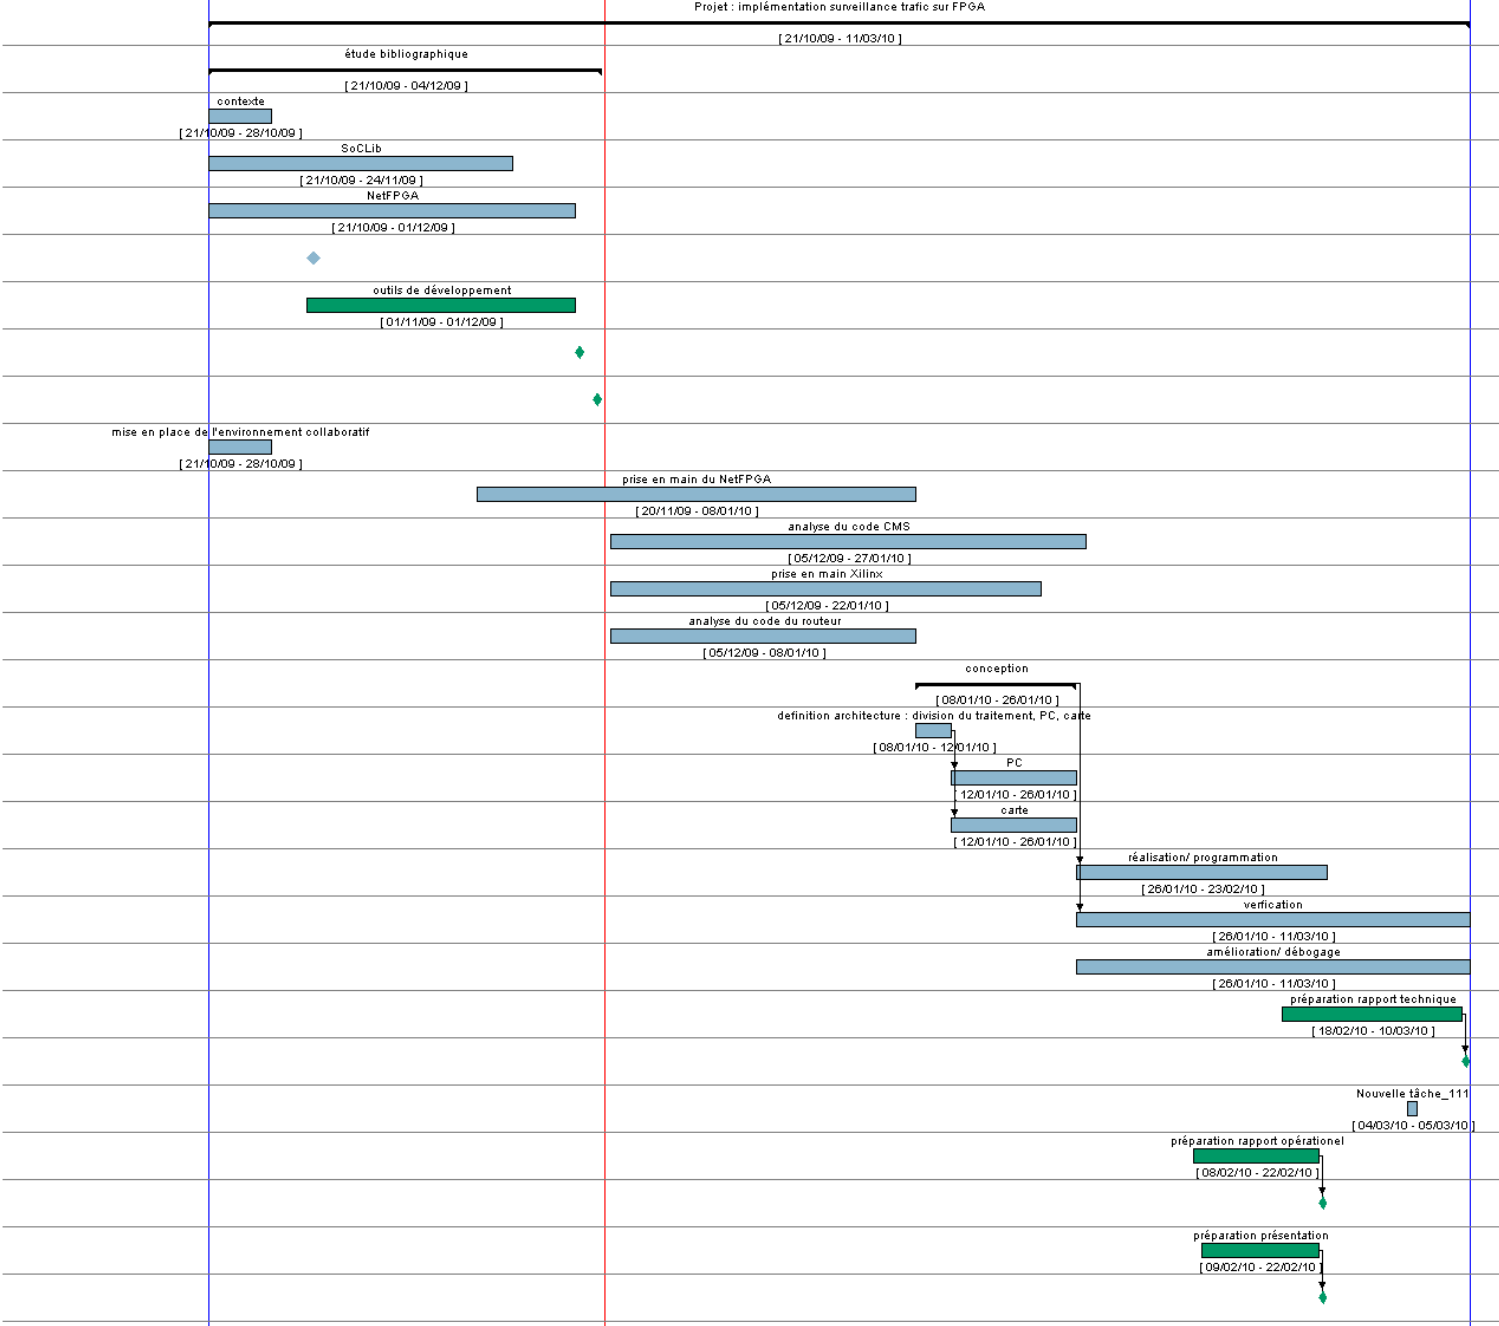 Projet : implémentation surveillance trafic sur FPGA
[ 21/10/09 - 11/03/10 ]
étude bibliographique
[ 21/10/09 - 04/12/09 ]
contexte
[ 21/10/09 - 28/10/09 ]
SoCLib
[ 21/10/09 - 24/11/09 ]
NetFPGA
[ 21/10/09 - 01/12/09 ]
outils de développement
[ 01/11/09 - 01/12/09 ]
mise en place de l'environnement collaboratif
[ 21/10/09 - 28/10/09 ]
prise en main du NetFPGA
[ 20/11/09 - 08/01/10 ]
analyse du code CMS
[ 05/12/09 - 27/01/10 ]
prise en main Xilinx
[ 05/12/09 - 22/01/10 ]
analyse du code du routeur
[ 05/12/09 - 08/01/10 ]
conception
[ 08/01/10 - 26/01/10 ]
definition architecture : division du traitement, PC, carte
[ 08/01/10 - 12/01/10 ]
PC
[ 12/01/10 - 26/01/10 ]
carte
[ 12/01/10 - 26/01/10 ]
réalisation/ programmation
[ 26/01/10 - 23/02/10 ]
verfication
[ 26/01/10 - 11/03/10 ]
amélioration/ débogage
[ 26/01/10 - 11/03/10 ]
préparation rapport technique
[ 18/02/10 - 10/03/10 ]
Nouvelle tâche_111
[ 04/03/10 - 05/03/10 ]
préparation rapport opérationel
[ 08/02/10 - 22/02/10 ]
préparation présentation
[ 09/02/10 - 22/02/10 ]